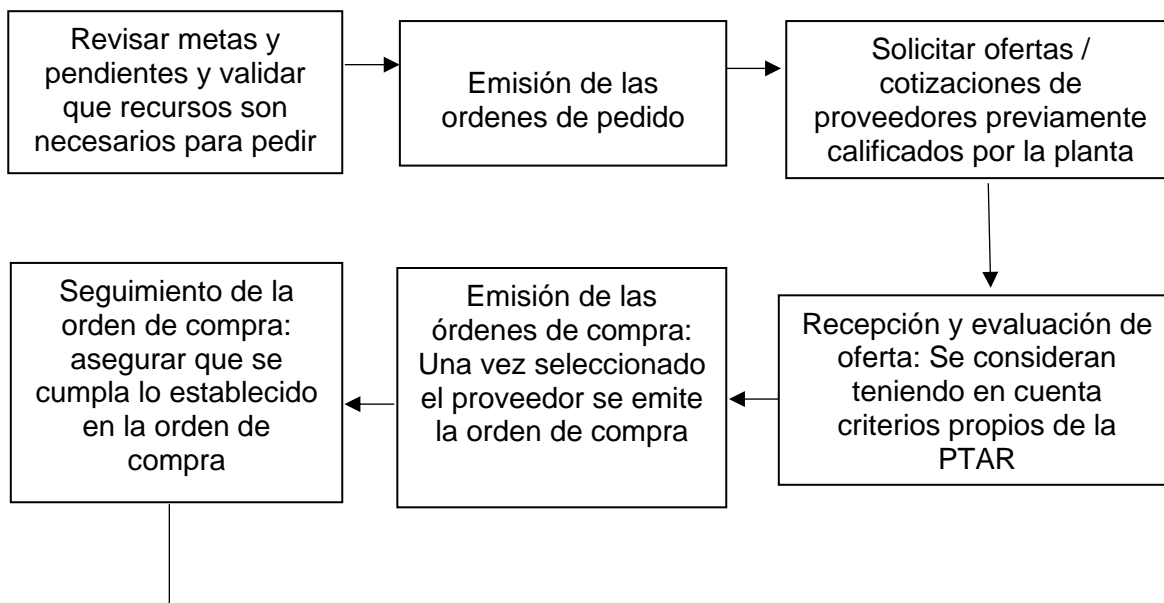 Revisar metas y
pendientes y validar
que recursos son
necesarios para pedir
Emisión de las
ordenes de pedido
Solicitar ofertas /
cotizaciones de
proveedores previamente
calificados por la planta
Recepción y evaluación de
oferta: Se consideran
teniendo en cuenta
criterios propios de la
PTAR
Emisión de las
órdenes de compra:
Una vez seleccionado
el proveedor se emite
la orden de compra
Seguimiento de la
orden de compra:
asegurar que se
cumpla lo establecido
en la orden de
compra